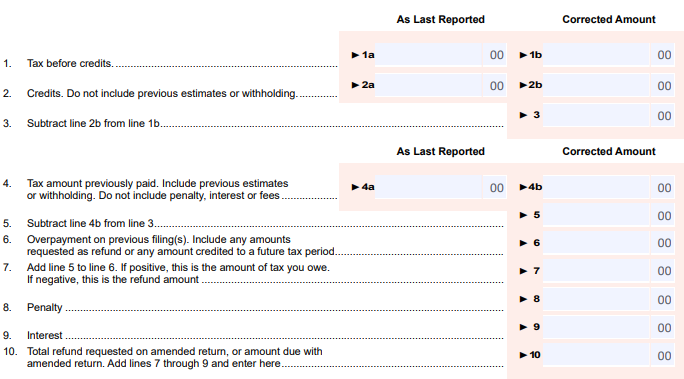 As Last Reported Corrected Amount
1. Tax before credits. ►1a 00 ►1b 00
2. Credits. Do not include previous estimates or withholding. ►2a 00 ►2b 00
3. Subtract line 2b from line 1b ► 3 00
As Last Reported Corrected Amount
4. Tax amount previously paid. Include previous estimates
or withholding. Do not include penalty, interest or fees ►4a 00 ►4b 00
5. Subtract line 4b from line 3 ► 5 00
6. Overpayment on previous filing(s). Include any amounts
requested as refund or any amount credited to a future tax period. ► 6 00
7. Add line 5 to line 6. If positive, this is the amount of tax you owe.
If negative, this is the refund amount ► 7 00
8. Penalty ► 8 00
9. Interest ► 9 00
10. Total refund requested on amended return, or amount due with
amended return. Add lines 7 through 9 and enter here ►10 00